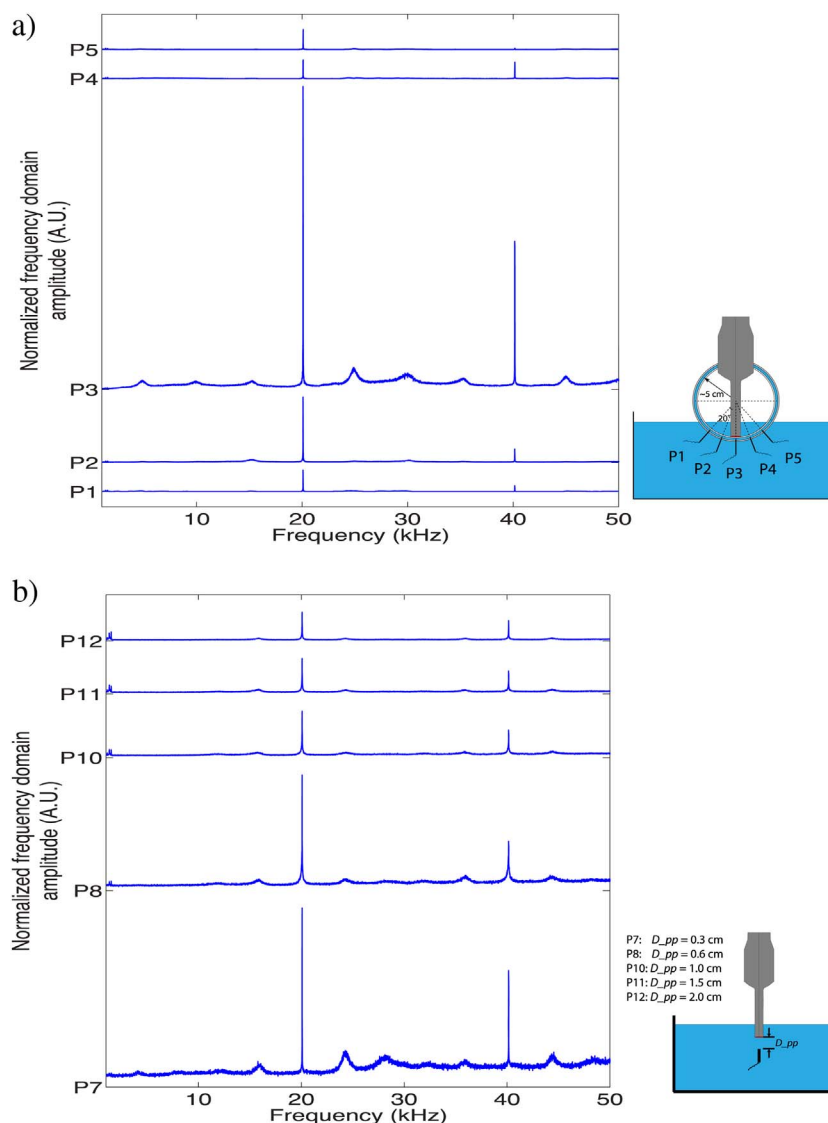 a)
P5
P4
P3
P2
P1
Normalized frequency domain
amplitude (A.U.)
10
20
30
40
50
Frequency (kHz)
~5 cm
20°
P1
P2
P3
P4
P5
b)
P12
P11
P10
P8
P7
Normalized frequency domain
amplitude (A.U.)
10
20
30
40
50
Frequency (kHz)
P7: D_pp = 0.3 cm
P8: D_pp = 0.6 cm
P10: D_pp = 1.0 cm
P11: D_pp = 1.5 cm
P12: D_pp = 2.0 cm
D_pp